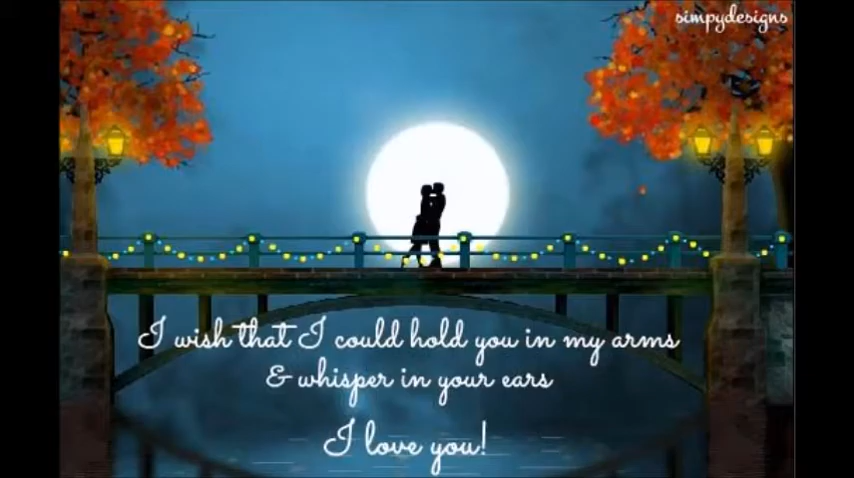 simpydesigns
I wish that I could hold you in my arms
& whisper in your ears
I love you!